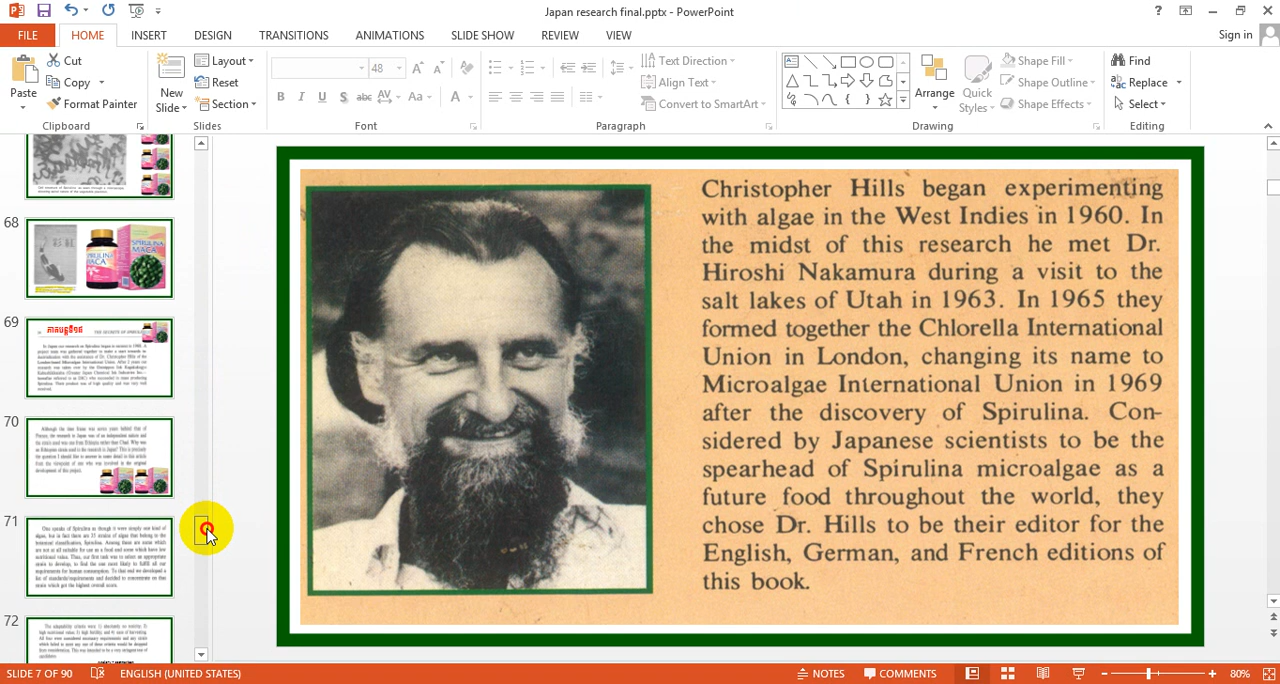 Japan research final.pptx - PowerPoint
Sign in
FILE
HOME
INSERT
DESIGN
TRANSITIONS
ANIMATIONS
SLIDE SHOW
REVIEW
VIEW
Paste
Cut
Copy
Format Painter
Clipboard
New
Slide
Layout
Reset
Section
Slides
48
Font
Text Direction
Align Text
Convert to SmartArt
Paragraph
Arrange
Quick
Styles
Shape Fill
Shape Outline
Shape Effects
Drawing
Find
Replace
Select
Editing
68
SPIRULINA
MACA
69
70
71
72
Christopher Hills began experimenting
with algae in the West Indies in 1960. In
the midst of this research he met Dr.
Hiroshi Nakamura during a visit to the
salt lakes of Utah in 1963. In 1965 they
formed together the Chlorella International
Union in London, changing its name to
Microalgae International Union in 1969
after the discovery of Spirulina. Con-
sidered by Japanese scientists to be the
spearhead of Spirulina microalgae as a
future food throughout the world, they
chose Dr. Hills to be their editor for the
English, German, and French editions of
this book.
SLIDE 7 OF 90
ENGLISH (UNITED STATES)
NOTES
COMMENTS
80%